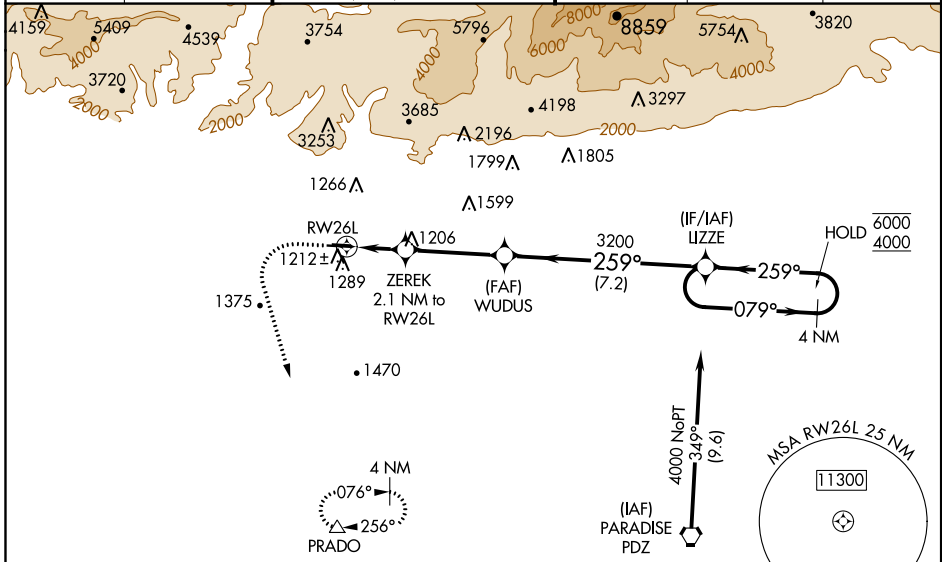 4159
5409
4539
3754
5796
8000
8859
5754
3820
4000
3720
2000
4000
6000
4000
2000
3253
3685
4198
3297
2196
2000
1799
1805
1266
1599
RW26L
1206
1212±
1289
ZEREK
2.1 NM to
RW26L
(FAF)
WUDUS
3200
259°
(7.2)
(IF/IAF)
LIZZE
HOLD
6000
4000
259°
079°
4 NM
1375
1470
4000 NoPT
349°
(9.6)
4 NM
076°
256°
PRADO
(IAF)
PARADISE
PDZ
MSA RW26L 25 NM
11300